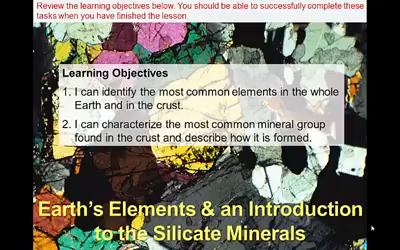 Review the learning objectives below. You should be able to successfully complete these
tasks when you have finished the lesson.
Learning Objectives
1. I can identify the most common elements in the whole
Earth and in the crust.
2. I can characterize the most common mineral group
found in the crust and describe how it is formed.
Earth's Elements & an Introduction
to the Silicate Minerals